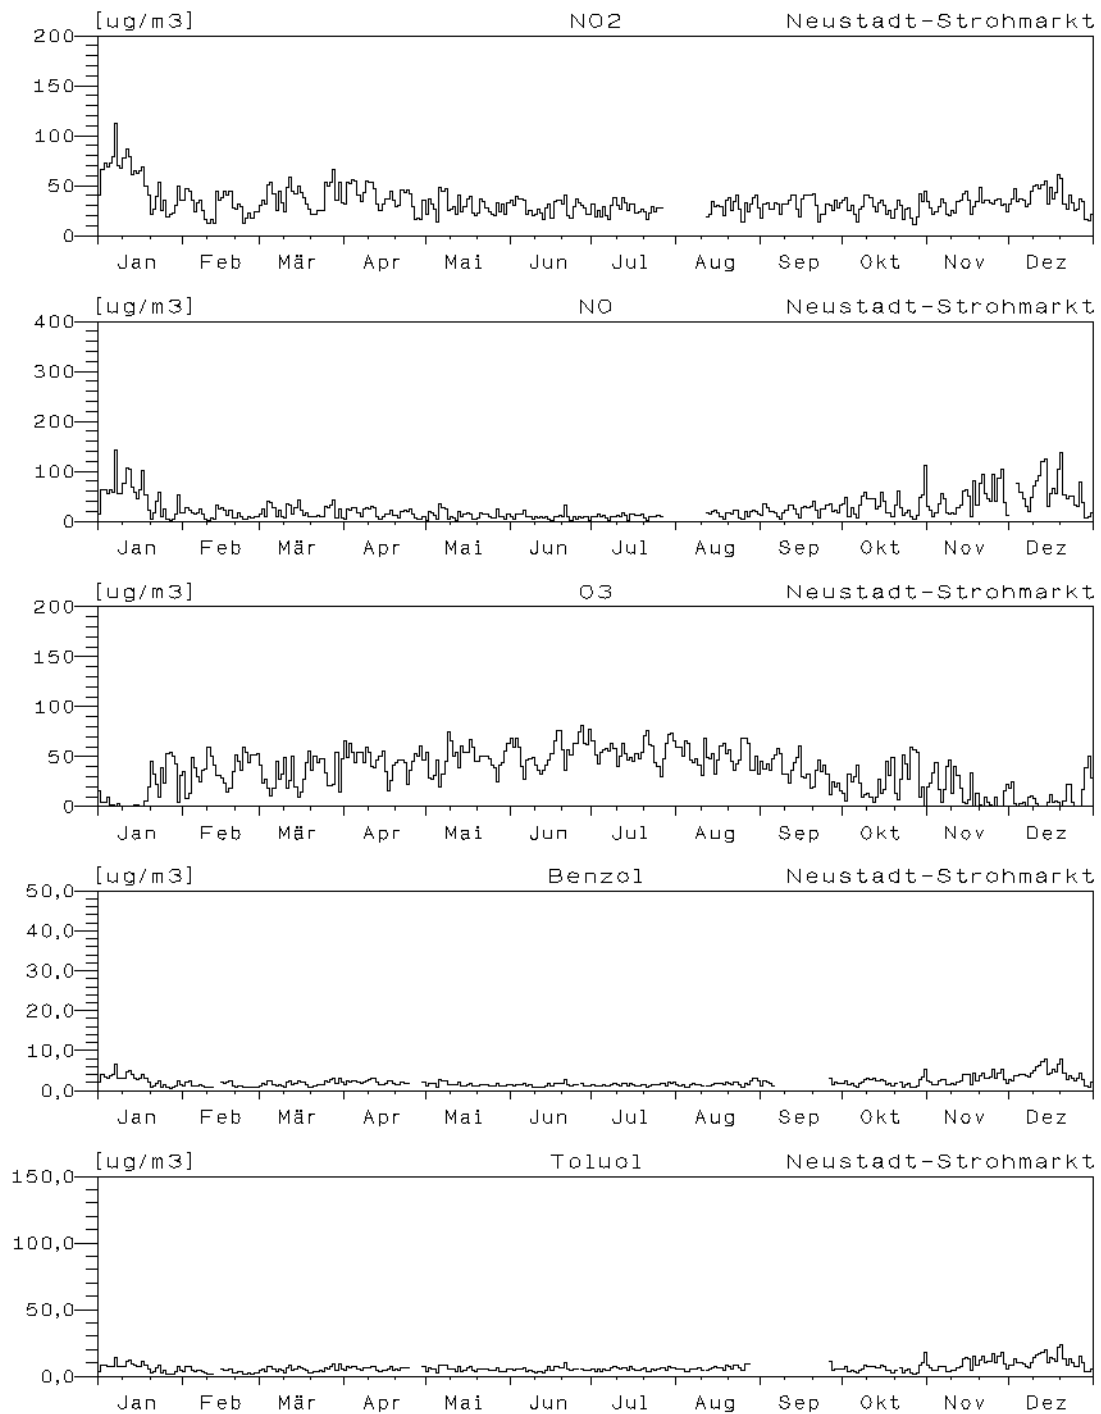 [ug/m3] NO2 Neustadt-Strohmarkt
200
150
100
50
0
Jan Feb Mär Apr Mai Jun Jul Aug Sep Okt Nov Dez
[ug/m3] NO Neustadt-Strohmarkt
400
300
200
100
0
Jan Feb Mär Apr Mai Jun Jul Aug Sep Okt Nov Dez
[ug/m3] O3 Neustadt-Strohmarkt
200
150
100
50
0
Jan Feb Mär Apr Mai Jun Jul Aug Sep Okt Nov Dez
[ug/m3] Benzol Neustadt-Strohmarkt
50,0
40,0
30,0
20,0
10,0
0,0
Jan Feb Mär Apr Mai Jun Jul Aug Sep Okt Nov Dez
[ug/m3] Toluol Neustadt-Strohmarkt
150,0
100,0
50,0
0,0
Jan Feb Mär Apr Mai Jun Jul Aug Sep Okt Nov Dez